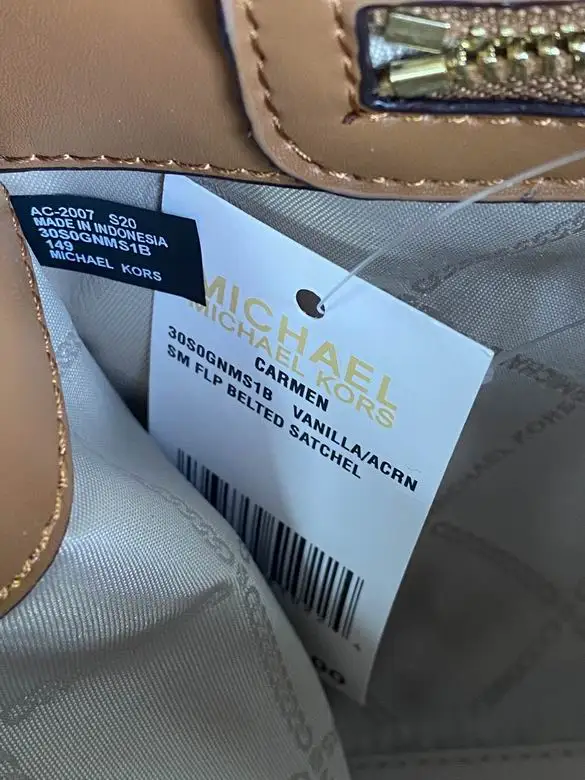 AC-2007 S20
MADE IN INDONESIA
30S0GNMS1B
149
MICHAEL KORS
MICHAEL
MICHAEL KORS
CARMEN
30S0GNMS1B VANILLA/ACRN
SM FLP BELTED SATCHEL